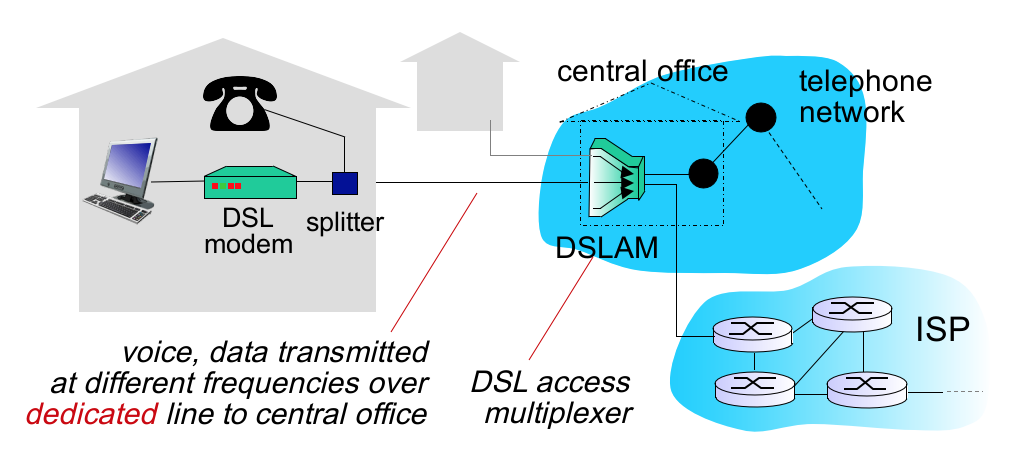 central office
telephone
network
DSL
modem
splitter
DSLAM
ISP
voice, data transmitted
at different frequencies over
dedicated line to central office
DSL access
multiplexer